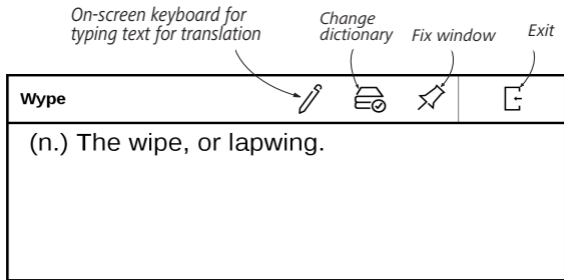 On-screen keyboard for
typing text for translation
Change
dictionary
Fix window
Exit
Wype
(n.) The wipe, or lapwing.